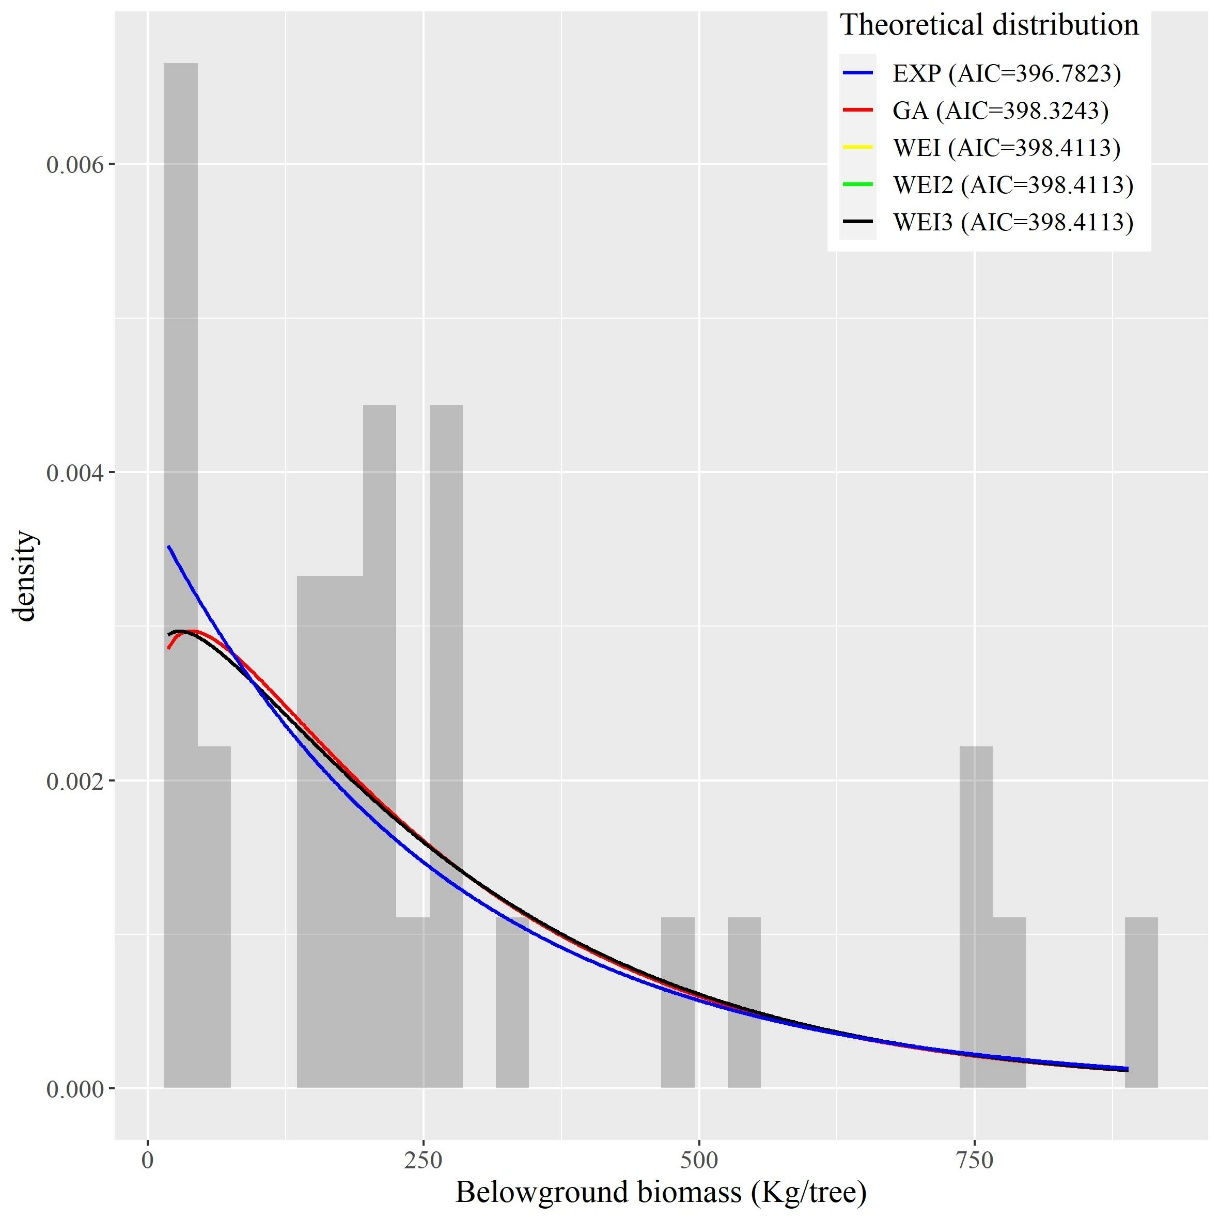 Theoretical distribution
EXP (AIC=396.7823)
GA (AIC=398.3243)
WEI (AIC=398.4113)
WEI2 (AIC=398.4113)
WEI3 (AIC=398.4113)
0.006
0.004
density
0.002
0.000
0 250 500 750
Belowground biomass (Kg/tree)